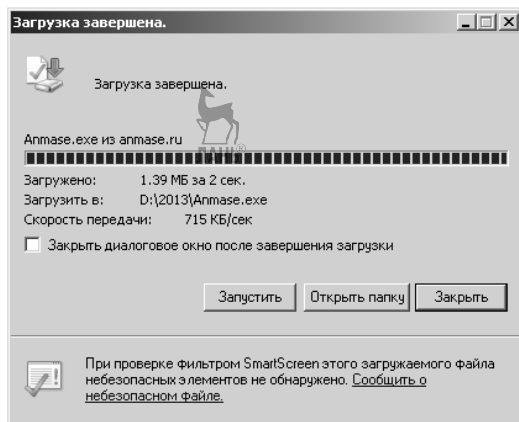 Загрузка завершена.
Загрузка завершена.
Anmase.exe из anmase.ru
ЛАНЬ®
Загружено: 1.39 МБ за 2 сек.
Загрузить в: D:\2013\Anmase.exe
Скорость передачи: 715 КБ/сек
Закрыть диалоговое окно после завершения загрузки
Запустить Открыть папку Закрыть
При проверке фильтром SmartScreen этого загружаемого файла
небезопасных элементов не обнаружено. Сообщить о
небезопасном файле.